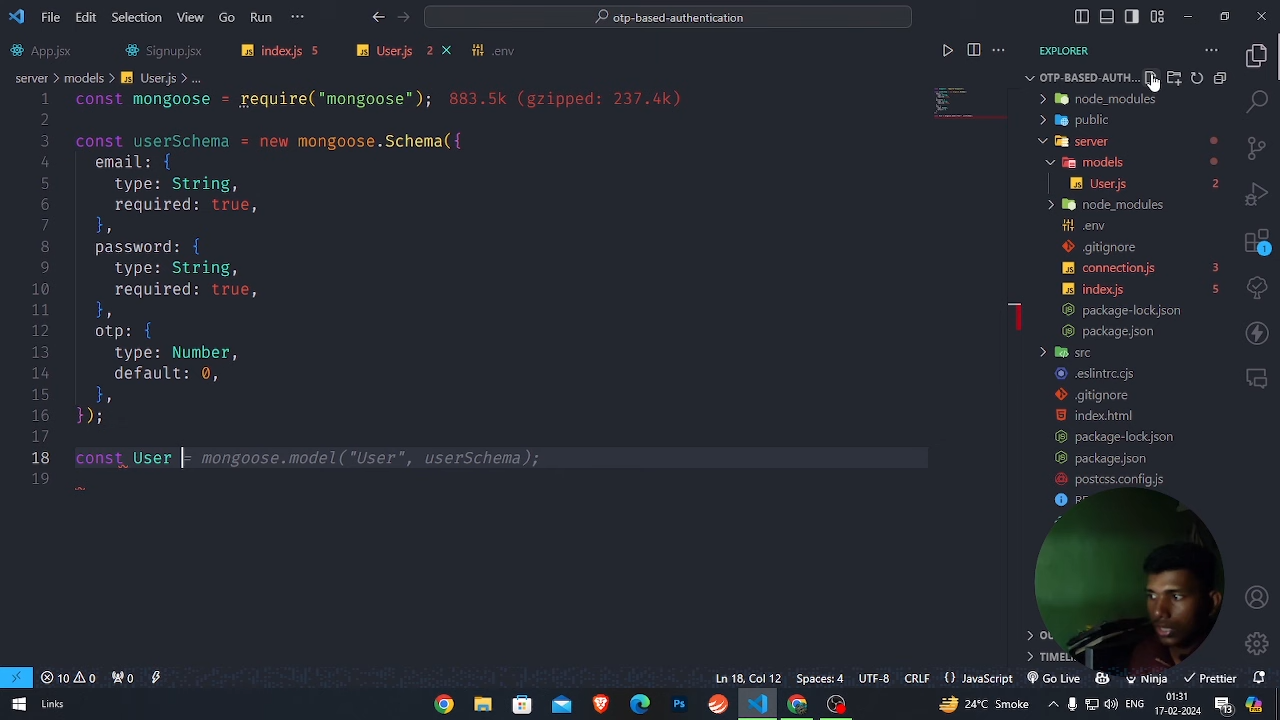 File Edit Selection View Go Run ···
otp-based-authentication
App.jsx Signup.jsx index.js 5 User.js 2 .env
server > models > User.js > ...
1 const mongoose = require("mongoose"); 883.5k (gzipped: 237.4k)
2
3 const userSchema = new mongoose.Schema({
4 email: {
5 type: String,
6 required: true,
7 },
8 password: {
9 type: String,
10 required: true,
11 },
12 otp: {
13 type: Number,
14 default: 0,
15 },
16 });
17
18 const User = mongoose.model("User", userSchema);
19
EXPLORER
OTP-BASED-AUTH...
node_modules
public
server
models
User.js 2
node_modules
.env
.gitignore
connection.js 3
index.js 5
package-lock.json
package.json
src
.eslintrc.cjs
.gitignore
index.html
package-lock.json
package.json
postcss.config.js
TIMEL
1
10 0 0 Ln 18, Col 12 Spaces: 4 UTF-8 CRLF {} JavaScript Go Live Ninja Prettier
Links 24°C Smoke 01:31
17-02-2024